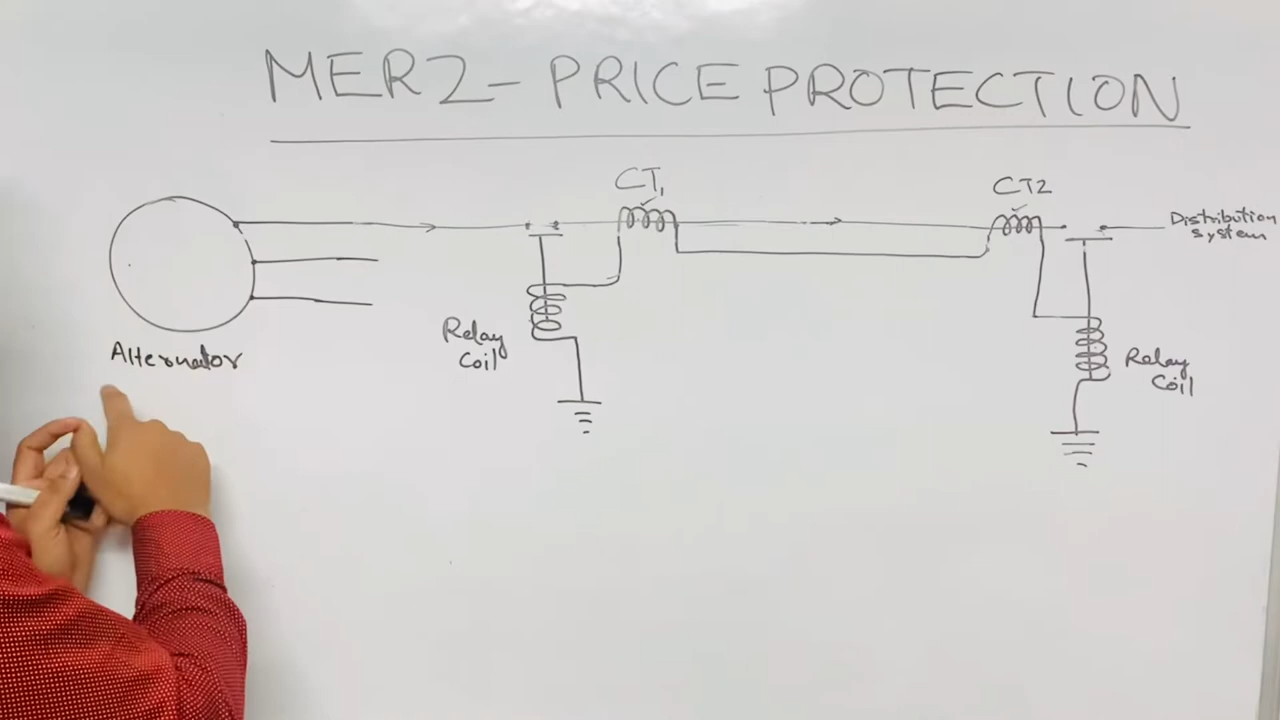 MERZ-PRICE PROTECTION
CT1
CT2
Distribution
system
Alternator
Relay
Coil
Relay
Coil